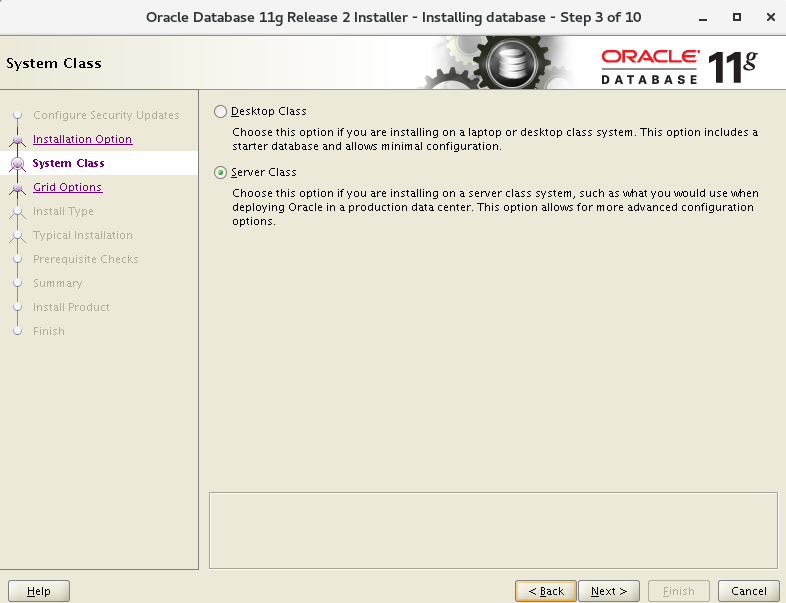 Oracle Database 11g Release 2 Installer - Installing database - Step 3 of 10
System Class
ORACLE
DATABASE
11g
Configure Security Updates
Installation Option
System Class
Grid Options
Install Type
Typical Installation
Prerequisite Checks
Summary
Install Product
Finish
Desktop Class
Choose this option if you are installing on a laptop or desktop class system. This option includes a
starter database and allows minimal configuration.
Server Class
Choose this option if you are installing on a server class system, such as what you would use when
deploying Oracle in a production data center. This option allows for more advanced configuration
options.
Help
< Back
Next >
Finish
Cancel